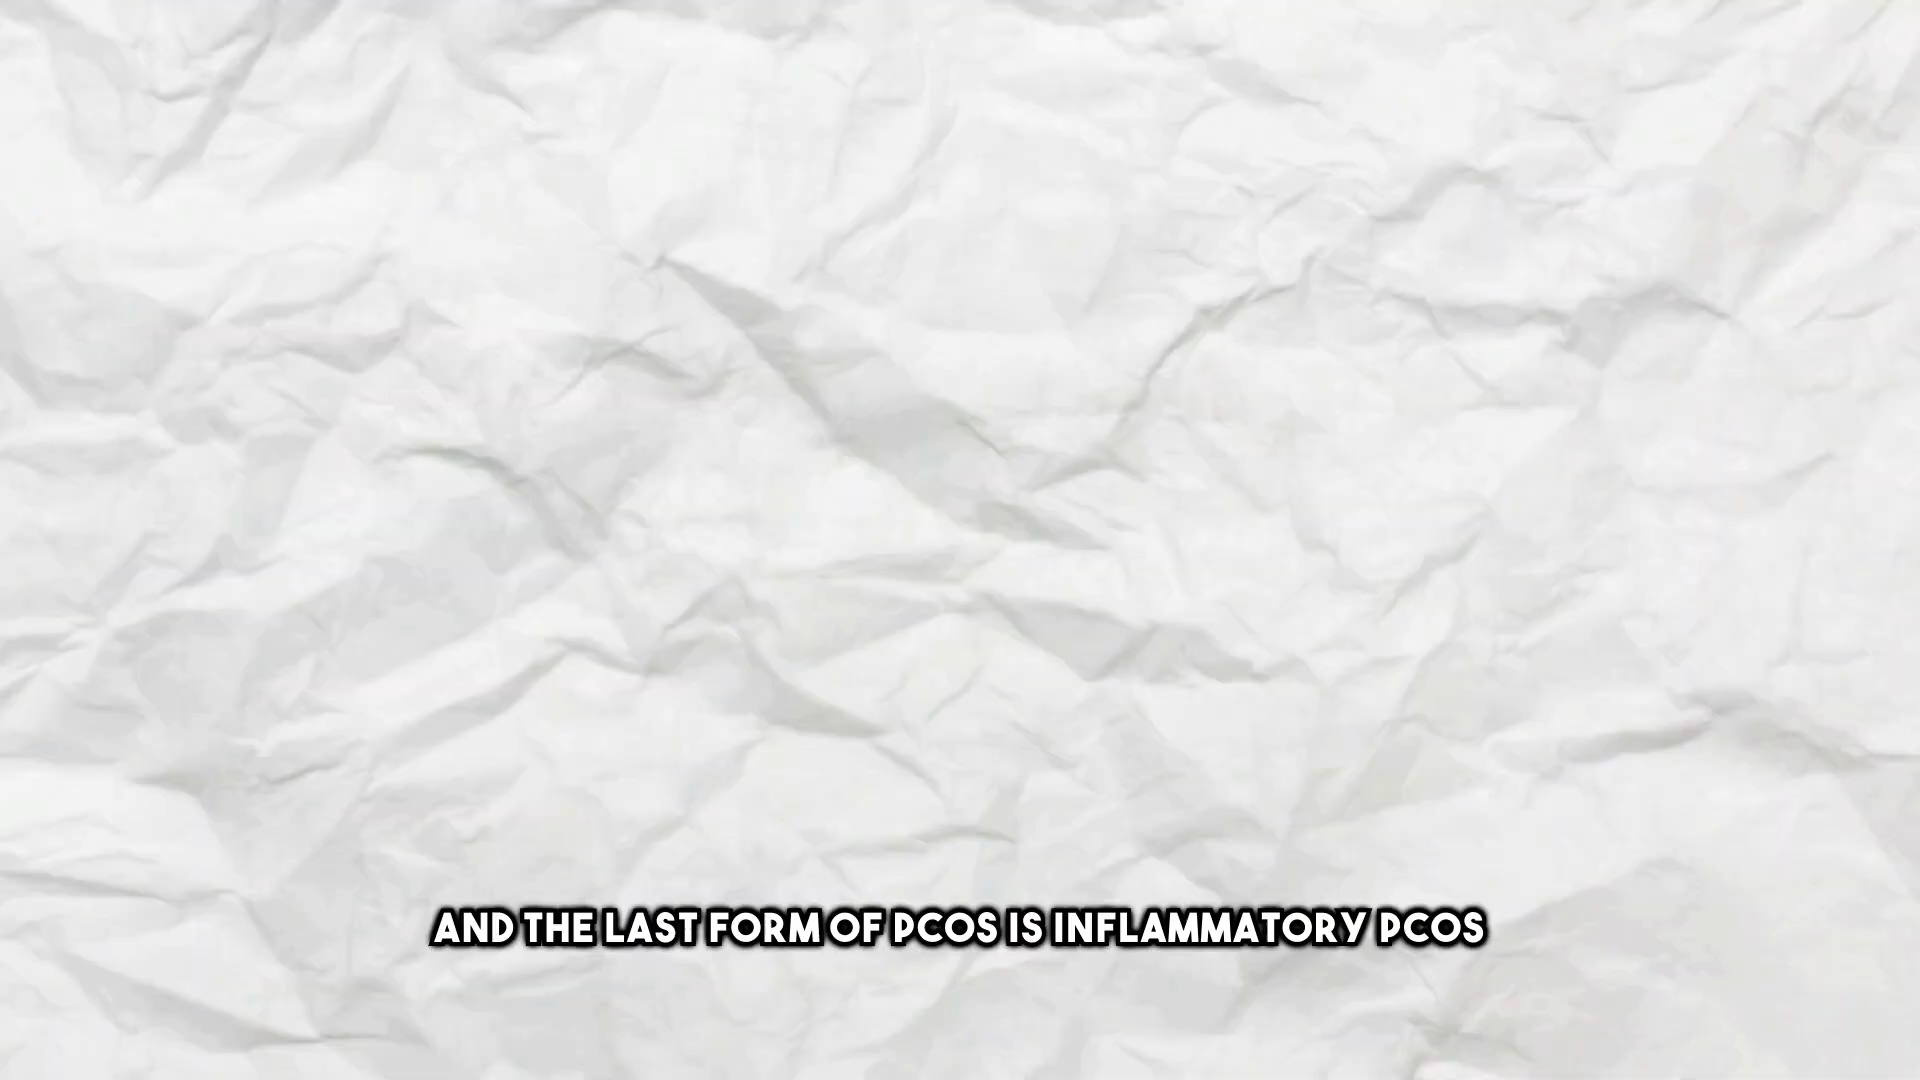 AND THE LAST FORM OF PCOS IS INFLAMMATORY PCOS